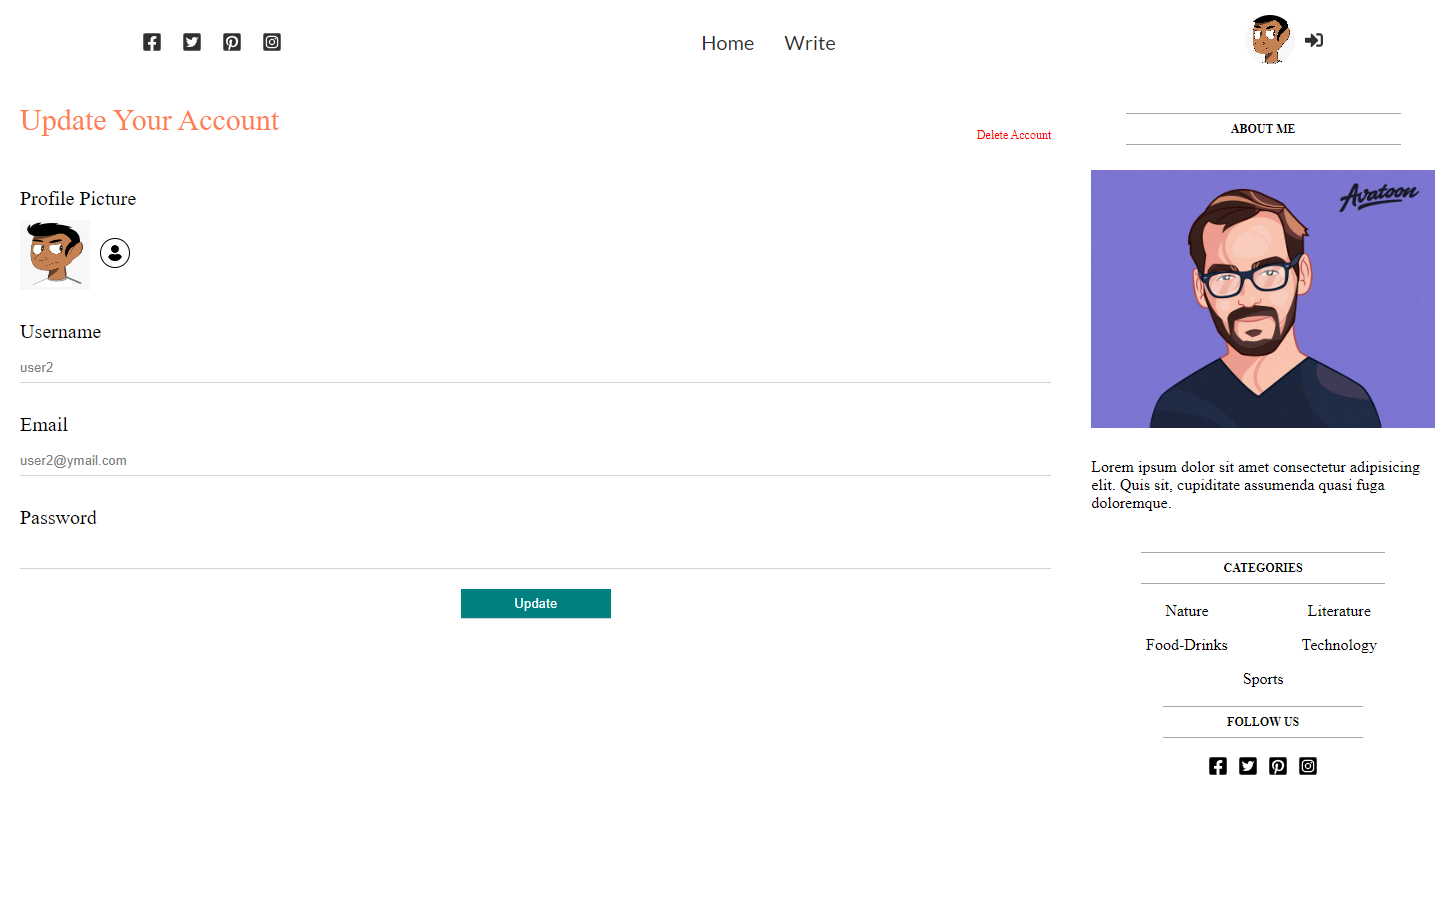 Home Write
Update Your Account
Delete Account
Profile Picture
Username
user2
Email
user2@ymail.com
Password
Update
ABOUT ME
Avatoon
Lorem ipsum dolor sit amet consectetur adipisicing
elit. Quis sit, cupiditate assumenda quasi fuga
doloremque.
CATEGORIES
Nature Literature
Food-Drinks Technology
Sports
FOLLOW US